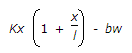 Kx (1 + x/l) - bw